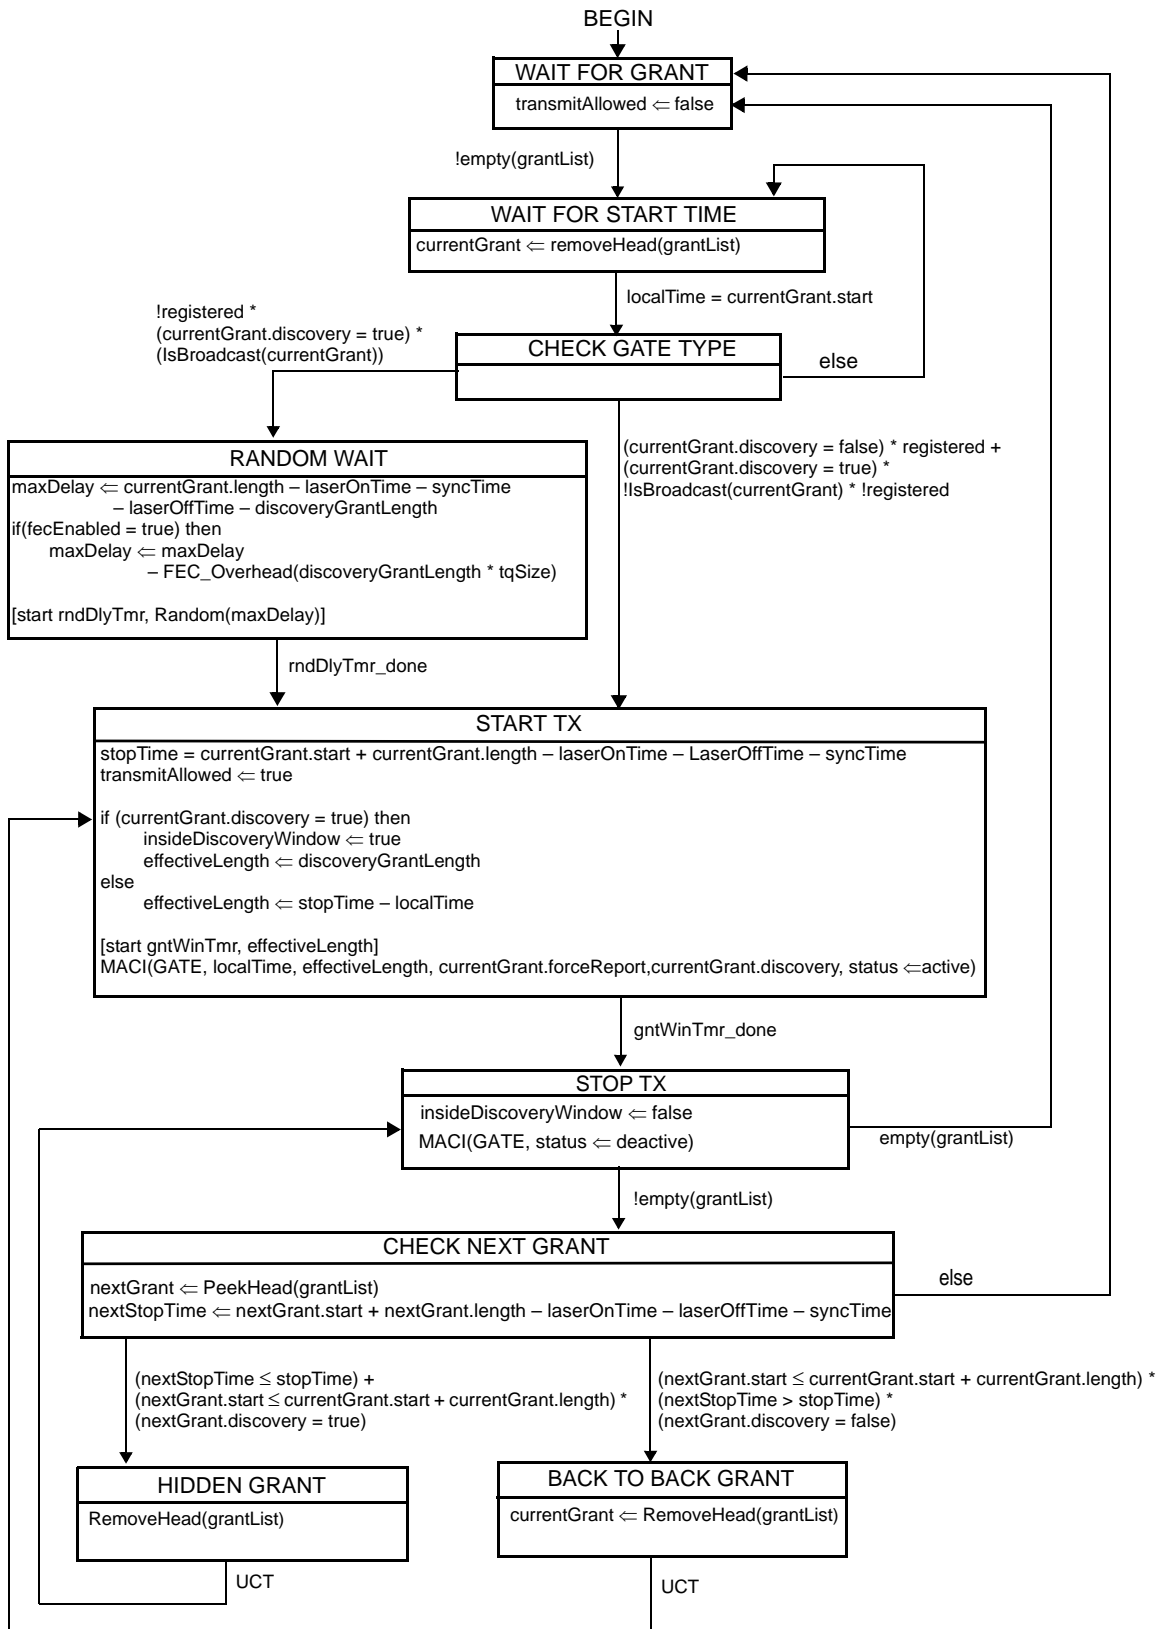 BEGIN
WAIT FOR GRANT
transmitAllowed ⇐ false
!empty(grantList)
WAIT FOR START TIME
currentGrant ⇐ removeHead(grantList)
localTime = currentGrant.start
!registered *
(currentGrant.discovery = true) *
(IsBroadcast(currentGrant))
CHECK GATE TYPE
else
(currentGrant.discovery = false) * registered +
(currentGrant.discovery = true) *
!IsBroadcast(currentGrant) * !registered
RANDOM WAIT
maxDelay ⇐ currentGrant.length – laserOnTime – syncTime
– laserOffTime – discoveryGrantLength
if(fecEnabled = true) then
maxDelay ⇐ maxDelay
– FEC_Overhead(discoveryGrantLength * tqSize)
[start rndDlyTmr, Random(maxDelay)]
rndDlyTmr_done
START TX
stopTime = currentGrant.start + currentGrant.length – laserOnTime – LaserOffTime – syncTime
transmitAllowed ⇐ true
if (currentGrant.discovery = true) then
insideDiscoveryWindow ⇐ true
effectiveLength ⇐ discoveryGrantLength
else
effectiveLength ⇐ stopTime – localTime
[start gntWinTmr, effectiveLength]
MACI(GATE, localTime, effectiveLength, currentGrant.forceReport,currentGrant.discovery, status ⇐active)
gntWinTmr_done
STOP TX
insideDiscoveryWindow ⇐ false
MACI(GATE, status ⇐ deactive)
empty(grantList)
!empty(grantList)
CHECK NEXT GRANT
nextGrant ⇐ PeekHead(grantList)
nextStopTime ⇐ nextGrant.start + nextGrant.length – laserOnTime – laserOffTime – syncTime
else
(nextStopTime ≤ stopTime) +
(nextGrant.start ≤ currentGrant.start + currentGrant.length) *
(nextGrant.discovery = true)
(nextGrant.start ≤ currentGrant.start + currentGrant.length) *
(nextStopTime > stopTime) *
(nextGrant.discovery = false)
HIDDEN GRANT
RemoveHead(grantList)
UCT
BACK TO BACK GRANT
currentGrant ⇐ RemoveHead(grantList)
UCT